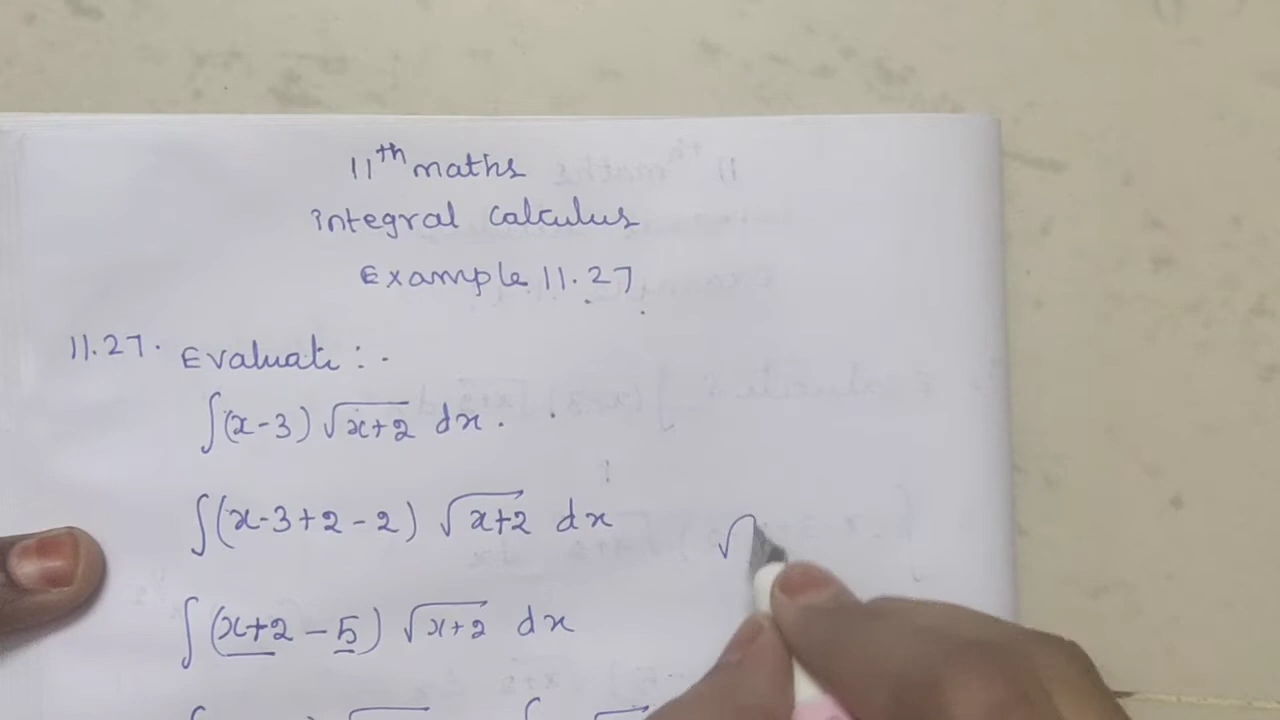 11th maths
integral calculus
Example 11.27
11.27. Evaluate :-
∫(x-3) √x+2 dx.
∫(x-3+2-2) √x+2 dx
∫(x+2-5) √x+2 dx